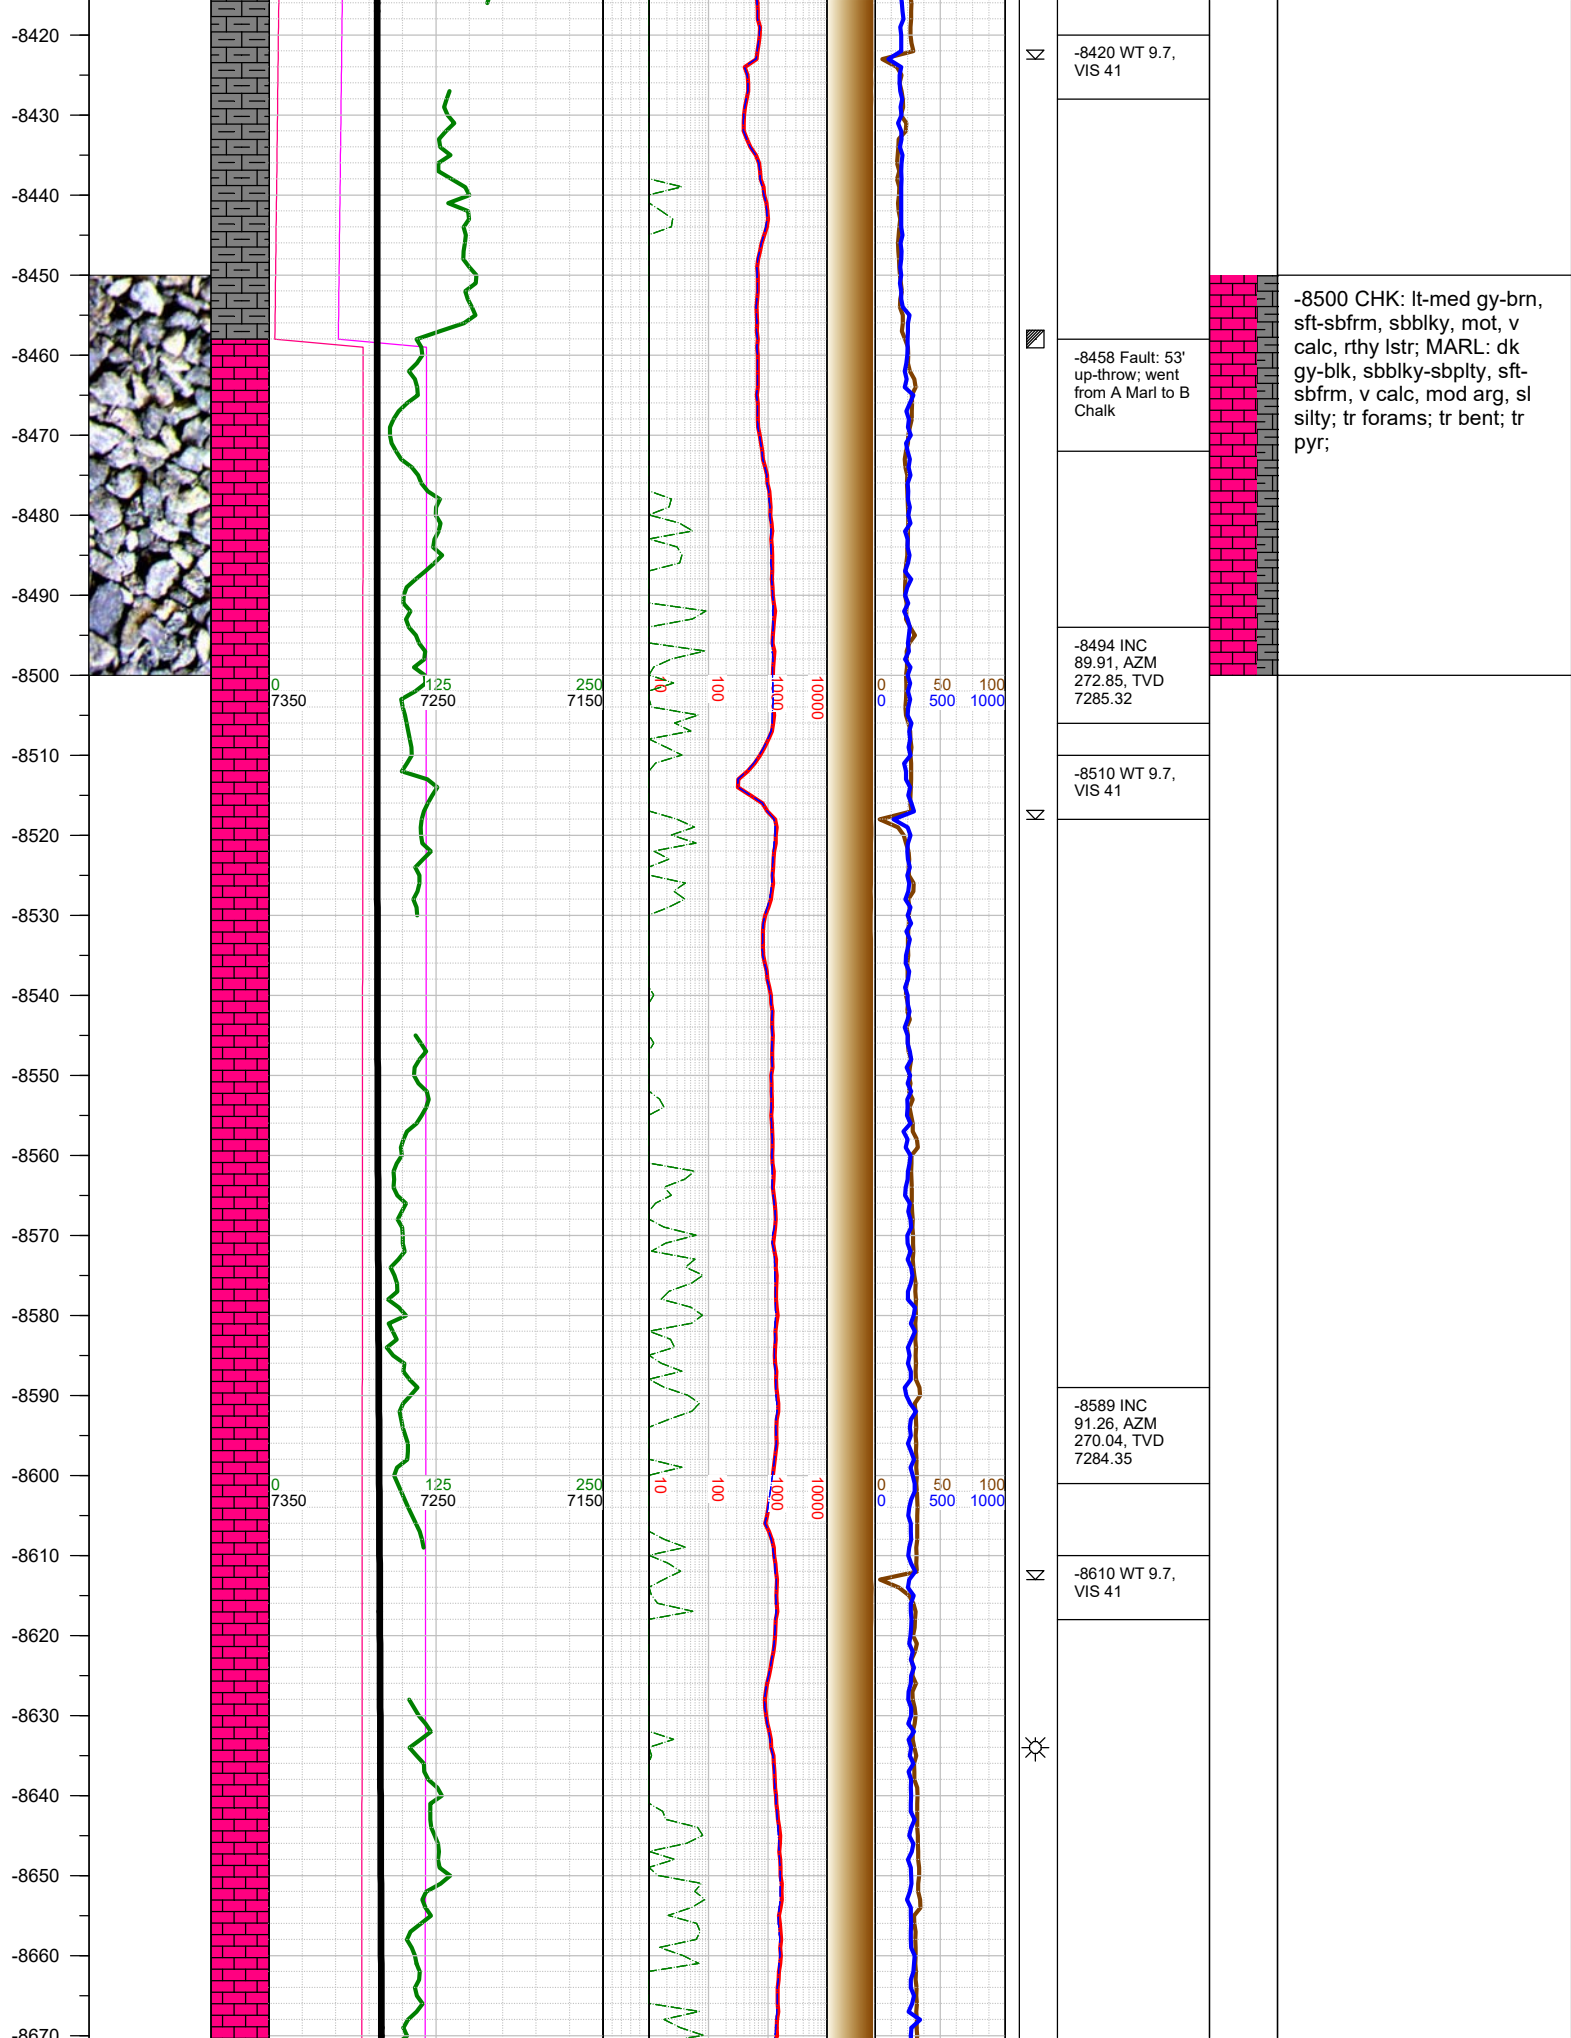 -8420
-8430
-8440
-8450
-8460
-8470
-8480
-8490
-8500
-8510
-8520
-8530
-8540
-8550
-8560
-8570
-8580
-8590
-8600
-8610
-8620
-8630
-8640
-8650
-8660
-8670
0 125 250
7350 7250 7150
10 100 1000 10000
0 50 100
0 500 1000
0 125 250
7350 7250 7150
10 100 1000 10000
0 50 100
0 500 1000
-8420 WT 9.7,
VIS 41
-8458 Fault: 53'
up-throw; went
from A Marl to B
Chalk
-8494 INC
89.91, AZM
272.85, TVD
7285.32
-8510 WT 9.7,
VIS 41
-8589 INC
91.26, AZM
270.04, TVD
7284.35
-8610 WT 9.7,
VIS 41
-8500 CHK: lt-med gy-brn,
sft-sbfrm, sbblky, mot, v
calc, rthy lstr; MARL: dk
gy-blk, sbblky-sbplty, sft-
sbfrm, v calc, mod arg, sl
silty; tr forams; tr bent; tr
pyr;